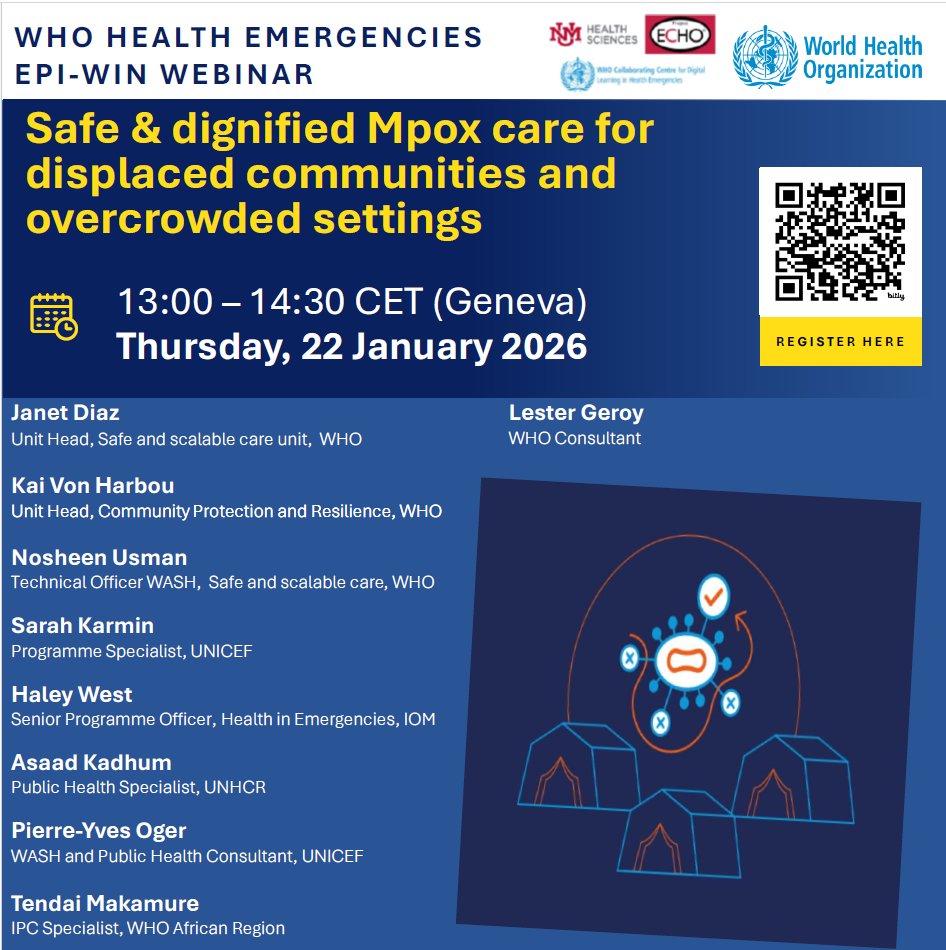 WHO HEALTH EMERGENCIES
EPI-WIN WEBINAR
UNM
HEALTH
SCIENCES
Project
ECHO
WHO Collaborating Centre for Digital
Learning in Health Emergencies
World Health
Organization
Safe & dignified Mpox care for
displaced communities and
overcrowded settings
13:00 – 14:30 CET (Geneva)
Thursday, 22 January 2026
bitly
REGISTER HERE
Janet Diaz
Unit Head, Safe and scalable care unit, WHO
Kai Von Harbou
Unit Head, Community Protection and Resilience, WHO
Nosheen Usman
Technical Officer WASH, Safe and scalable care, WHO
Sarah Karmin
Programme Specialist, UNICEF
Haley West
Senior Programme Officer, Health in Emergencies, IOM
Asaad Kadhum
Public Health Specialist, UNHCR
Pierre-Yves Oger
WASH and Public Health Consultant, UNICEF
Tendai Makamure
IPC Specialist, WHO African Region
Lester Geroy
WHO Consultant